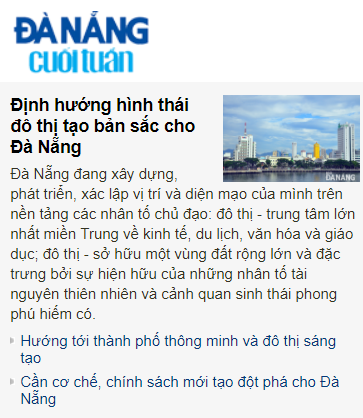 ĐÀ NẴNG
cuối tuần
Định hướng hình thái
đô thị tạo bản sắc cho
Đà Nẵng
ĐANANG
Đà Nẵng đang xây dựng,
phát triển, xác lập vị trí và diện mạo của mình trên
nền tảng các nhân tố chủ đạo: đô thị - trung tâm lớn
nhất miền Trung về kinh tế, du lịch, văn hóa và giáo
dục; đô thị - sở hữu một vùng đất rộng lớn và đặc
trưng bởi sự hiện hữu của những nhân tố tài
nguyên thiên nhiên và cảnh quan sinh thái phong
phú hiếm có.
Hướng tới thành phố thông minh và đô thị sáng
tạo
Cần cơ chế, chính sách mới tạo đột phá cho Đà
Nẵng